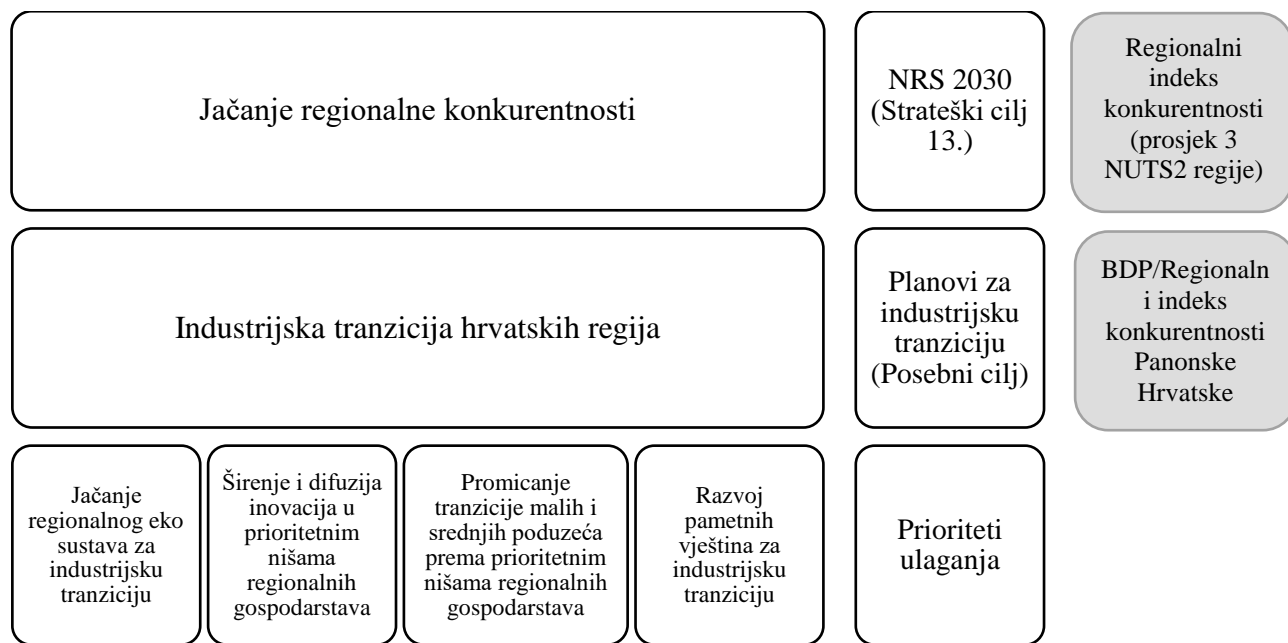 Jačanje regionalne konkurentnosti
NRS 2030
(Strateški cilj
13.)
Regionalni
indeks
konkurentnosti
(prosjek 3
NUTS2 regije)
Industrijska tranzicija hrvatskih regija
Planovi za
industrijsku
tranziciju
(Posebni cilj)
BDP/Regionaln
i indeks
konkurentnosti
Panonske
Hrvatske
Jačanje
regionalnog eko
sustava za
industrijsku
tranziciju
Širenje i difuzija
inovacija u
prioritetnim
nišama
regionalnih
gospodarstava
Promicanje
tranzicije malih i
srednjih poduzeća
prema prioritetnim
nišama regionalnih
gospodarstava
Razvoj
pametnih
vještina za
industrijsku
tranziciju
Prioriteti
ulaganja